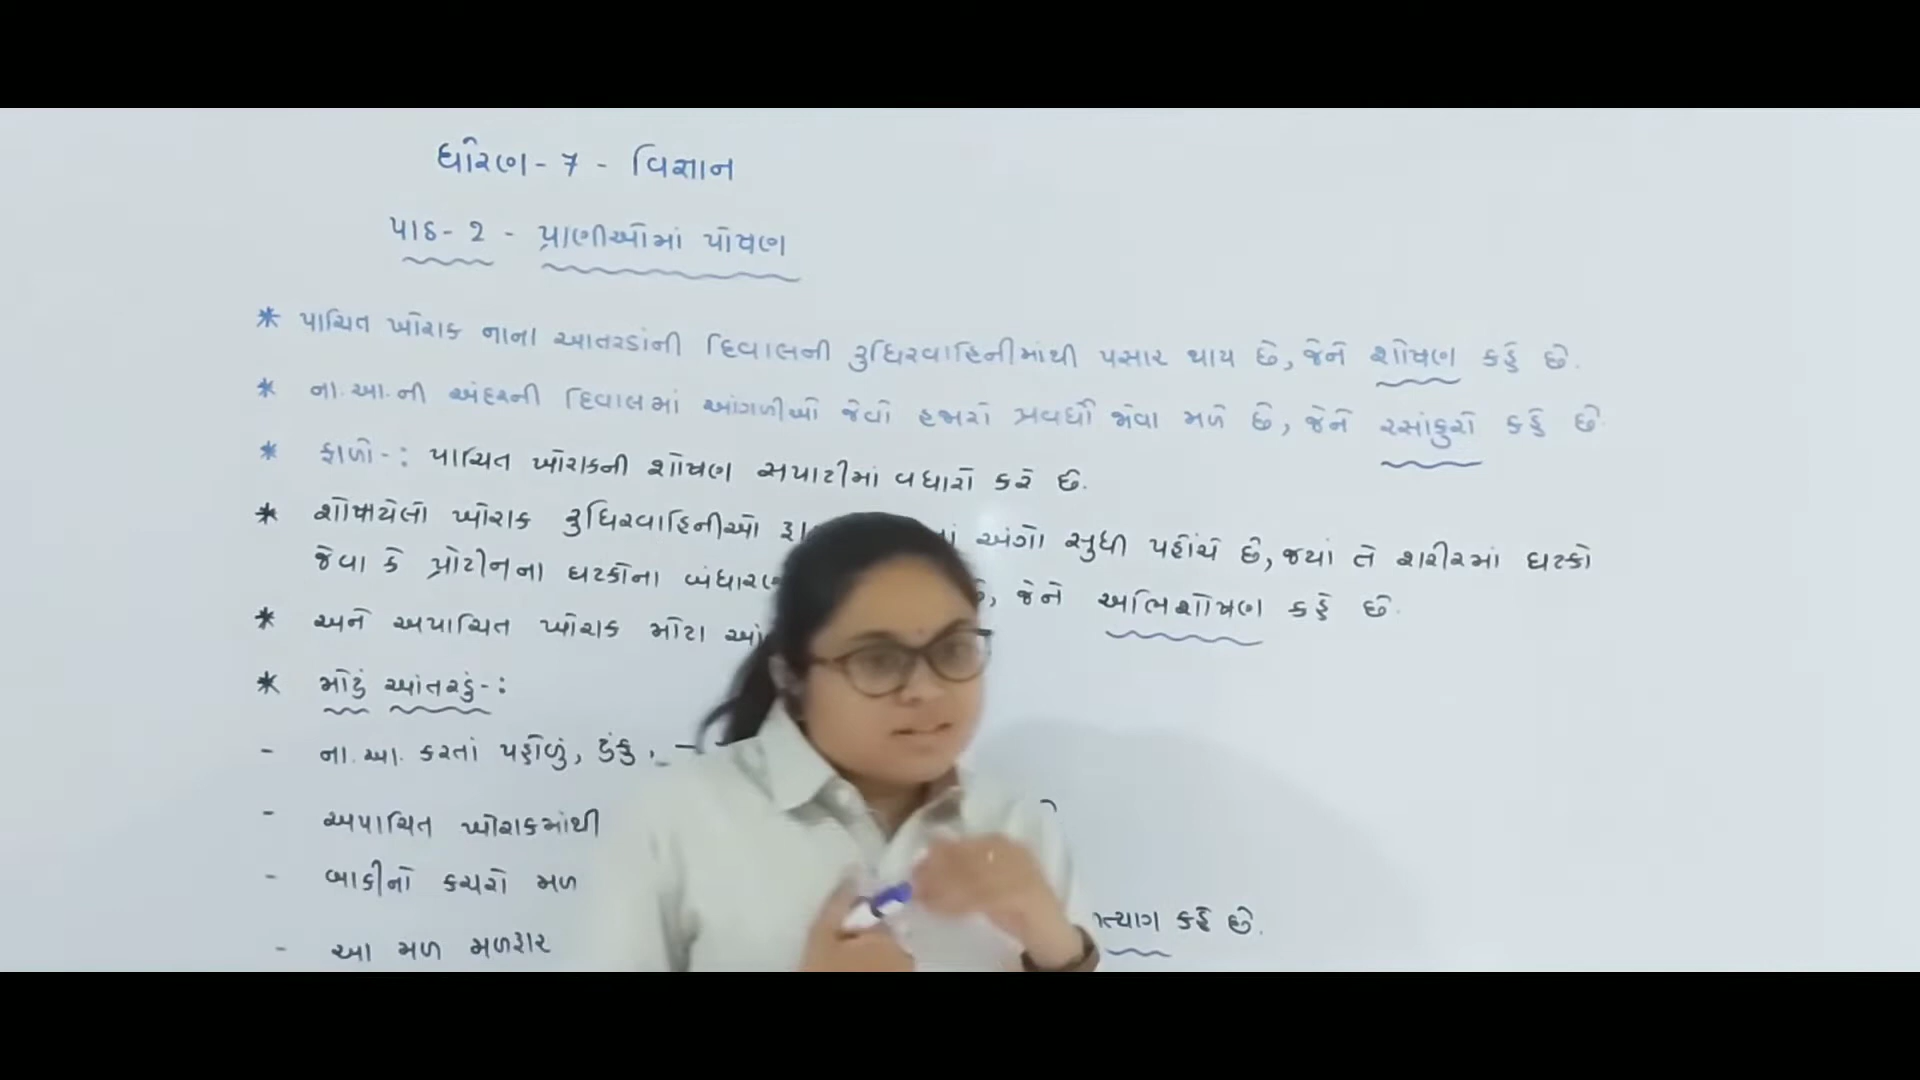 ધોરણ - 7 - વિજ્ઞાન
પાઠ - 2 - પ્રાણીઓમાં પોષણ
* પાચિત ખોરાક નાના આતરડાંની દિવાલની રુધિરવાહિનીમાંથી પસાર થાય છે, જેને શોષણ કહે છે.
* ના.આ.ની અંદરની દિવાલમાં આંગળીઓ જેવો હજારો પ્રવર્ધો જોવા મળે છે, જેને રસાંકુરો કહે છે.
* ફાળો -: પાચિત ખોરાકની શોષણ સપાટીમાં વધારો કરે છે.
* શોષાયેલો ખોરાક રુધિરવાહિનીઓ અંગો સુધી પહોંચે છે, જ્યાં તે શરીરમાં ઘટકો
જેવા કે પ્રોટીનના ઘટકોના છે, જેને અભિશોષણ કહે છે.
* અને અપાચિત ખોરાક મોટા
* મોટું આંતરડું -:
- ના.આ. કરતાં પહોળું, ટુંકુ,
- અપાચિત ખોરાકમાંથી
- બાકીનો કચરો મળ
કહે છે.
- આ મળ મળદ્વાર